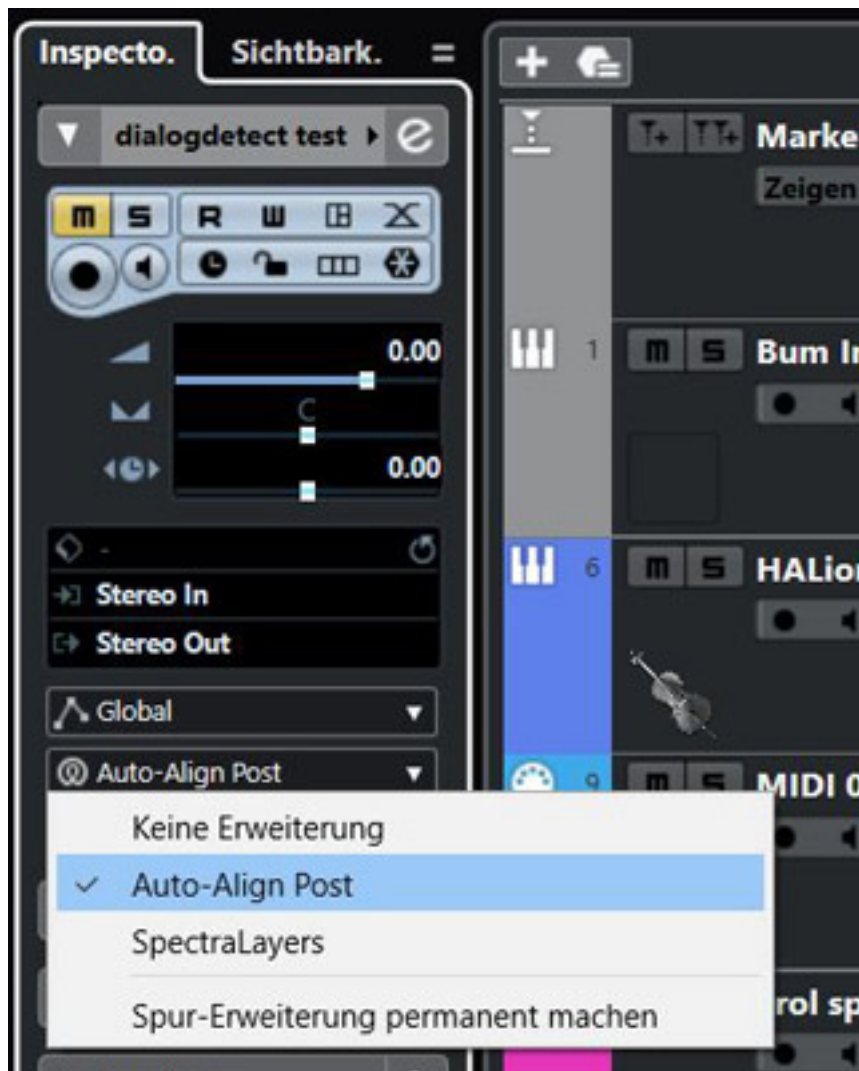 Inspecto. Sichtbark.
dialogdetect test
Marke
Zeigen
M S R W
0.00
C
0.00
1 M S Bum In
-
Stereo In
Stereo Out
6 M S HALion
Global
Auto-Align Post
9 M S MIDI 0
Keine Erweiterung
Auto-Align Post
SpectraLayers
Spur-Erweiterung permanent machen
rol sp